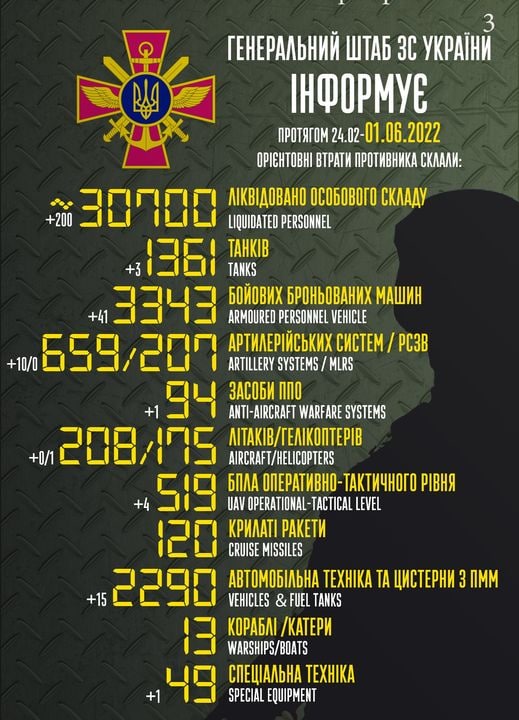 3
ГЕНЕРАЛЬНИЙ ШТАБ ЗС УКРАЇНИ
ІНФОРМУЄ
ПРОТЯГОМ 24.02-01.06.2022
ОРІЄНТОВНІ ВТРАТИ ПРОТИВНИКА СКЛАЛИ:
+200 ≈30700 ЛІКВІДОВАНО ОСОБОВОГО СКЛАДУ
LIQUIDATED PERSONNEL
+3 1361 ТАНКІВ
TANKS
+41 3343 БОЙОВИХ БРОНЬОВАНИХ МАШИН
ARMOURED PERSONNEL VEHICLE
+10/0 659/207 АРТИЛЕРІЙСЬКИХ СИСТЕМ / РСЗВ
ARTILLERY SYSTEMS / MLRS
+1 94 ЗАСОБИ ППО
ANTI-AIRCRAFT WARFARE SYSTEMS
+0/1 208/175 ЛІТАКІВ/ГЕЛІКОПТЕРІВ
AIRCRAFT/HELICOPTERS
+4 519 БПЛА ОПЕРАТИВНО-ТАКТИЧНОГО РІВНЯ
UAV OPERATIONAL-TACTICAL LEVEL
120 КРИЛАТІ РАКЕТИ
CRUISE MISSILES
+15 2290 АВТОМОБІЛЬНА ТЕХНІКА ТА ЦИСТЕРНИ З ПММ
VEHICLES & FUEL TANKS
13 КОРАБЛІ /КАТЕРИ
WARSHIPS/BOATS
+1 49 СПЕЦІАЛЬНА ТЕХНІКА
SPECIAL EQUIPMENT